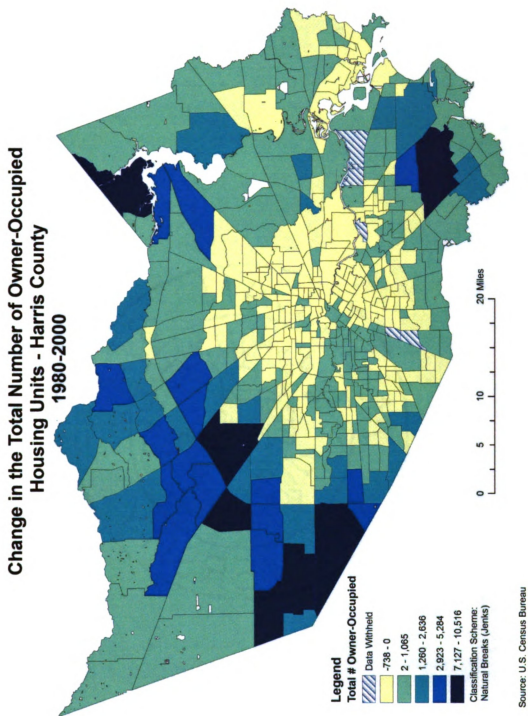 Change in the Total Number of Owner-Occupied
Housing Units - Harris County
1980-2000
0 5 10 20 Miles
Legend
Total # Owner-Occupied
Data Withheld
-738 - 0
2 - 1,065
1,260 - 2,636
2,923 - 5,284
7,127 - 10,516
Classification Scheme:
Natural Breaks (Jenks)
Source: U.S. Census Bureau